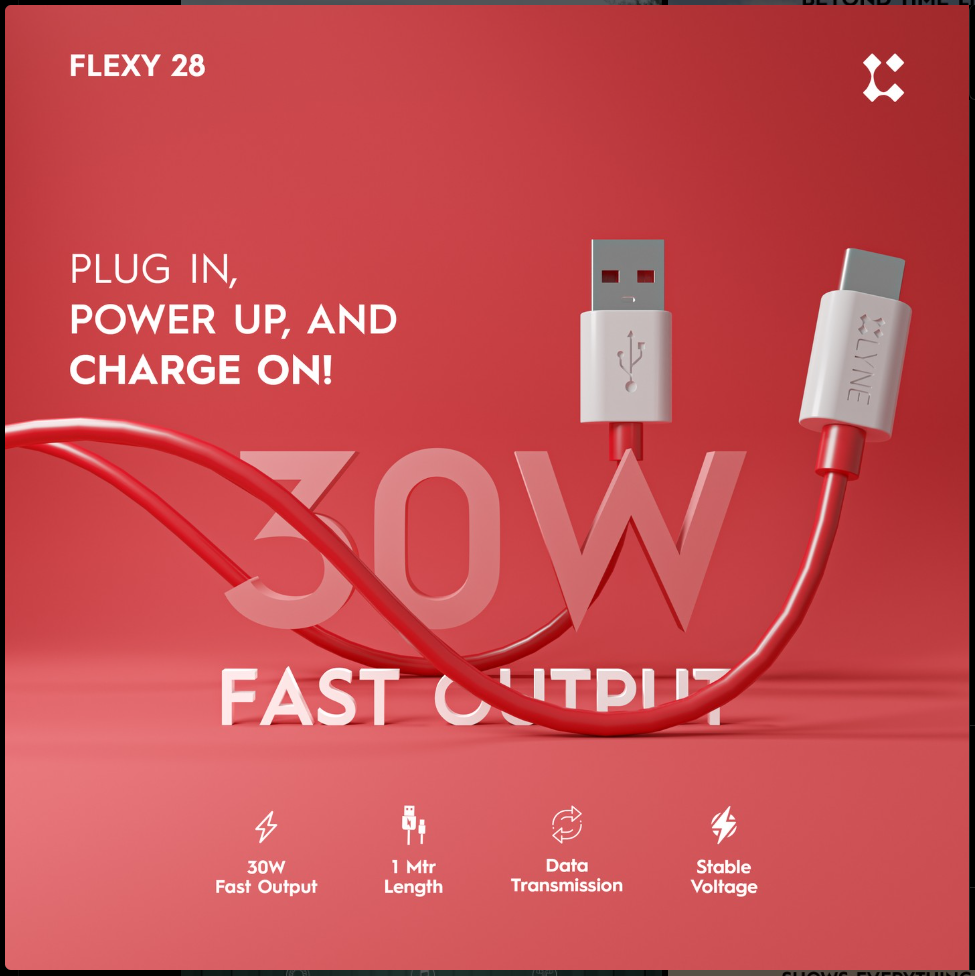 FLEXY 28
PLUG IN,
POWER UP, AND
CHARGE ON!
LYNE
30W
FAST OUTPUT
30W
Fast Output
1 Mtr
Length
Data
Transmission
Stable
Voltage